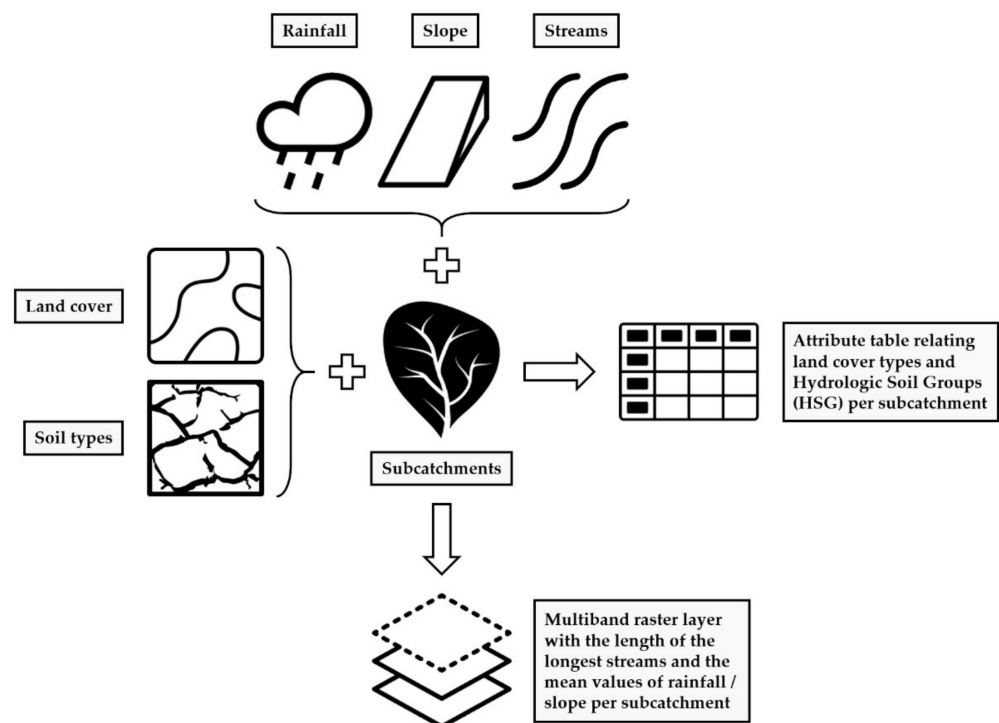 Rainfall
Slope
Streams
Land cover
Soil types
Subcatchments
Attribute table relating
land cover types and
Hydrologic Soil Groups
(HSG) per subcatchment
Multiband raster layer
with the length of the
longest streams and the
mean values of rainfall /
slope per subcatchment